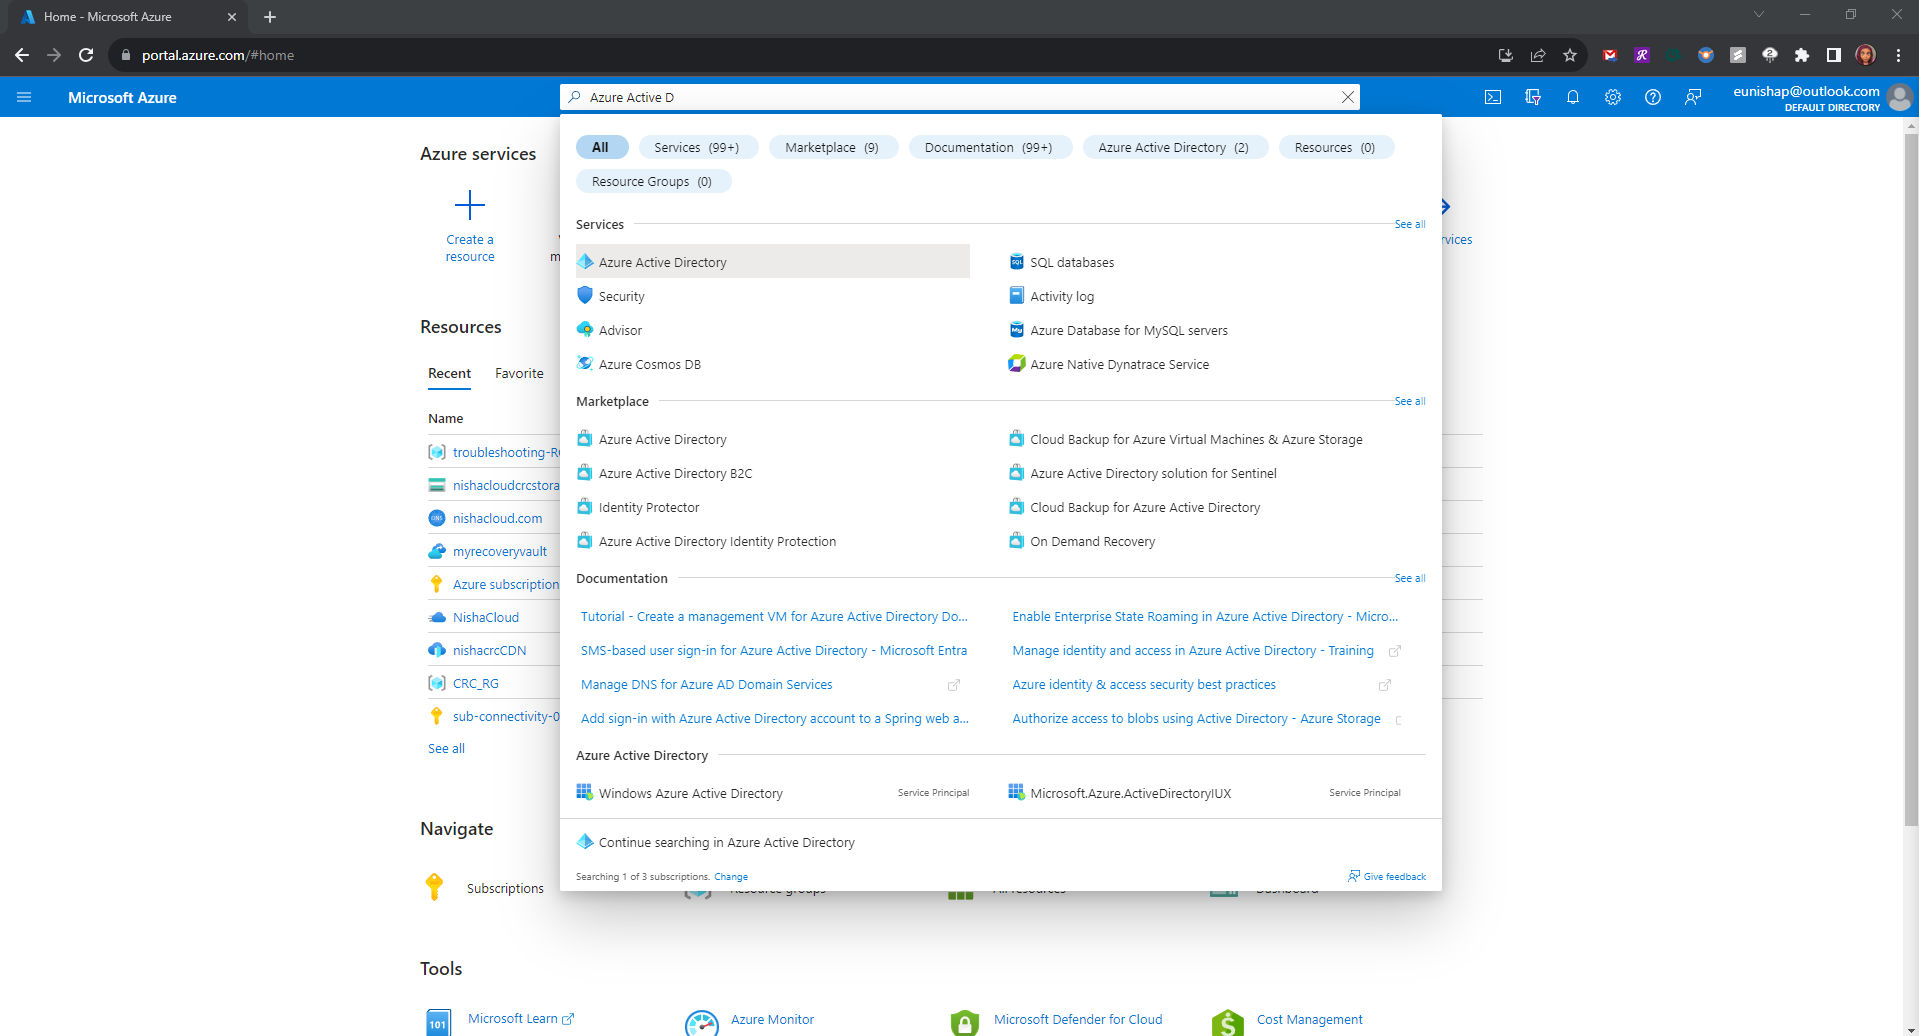 Home - Microsoft Azure
portal.azure.com/#home
Microsoft Azure
Azure Active D
eunishap@outlook.com
DEFAULT DIRECTORY
All
Services (99+)
Marketplace (9)
Documentation (99+)
Azure Active Directory (2)
Resources (0)
Resource Groups (0)
Azure services
Create a
resource
m
rvices
Resources
Recent
Favorite
Name
troubleshooting-R
nishacloudcrcstora
nishacloud.com
myrecoveryvault
Azure subscription
NishaCloud
nishacrcCDN
CRC_RG
sub-connectivity-0
See all
Services
See all
Azure Active Directory
SQL databases
Security
Activity log
Advisor
Azure Database for MySQL servers
Azure Cosmos DB
Azure Native Dynatrace Service
Marketplace
See all
Azure Active Directory
Cloud Backup for Azure Virtual Machines & Azure Storage
Azure Active Directory B2C
Azure Active Directory solution for Sentinel
Identity Protector
Cloud Backup for Azure Active Directory
Azure Active Directory Identity Protection
On Demand Recovery
Documentation
See all
Tutorial - Create a management VM for Azure Active Directory Do...
Enable Enterprise State Roaming in Azure Active Directory - Micro...
SMS-based user sign-in for Azure Active Directory - Microsoft Entra
Manage identity and access in Azure Active Directory - Training
Manage DNS for Azure AD Domain Services
Azure identity & access security best practices
Add sign-in with Azure Active Directory account to a Spring web a...
Authorize access to blobs using Active Directory - Azure Storage
Azure Active Directory
Windows Azure Active Directory
Service Principal
Microsoft.Azure.ActiveDirectoryIUX
Service Principal
Continue searching in Azure Active Directory
Searching 1 of 3 subscriptions. Change
Give feedback
Navigate
Subscriptions
Resource groups
All resources
Dashboard
Tools
101
Microsoft Learn
Azure Monitor
Microsoft Defender for Cloud
Cost Management